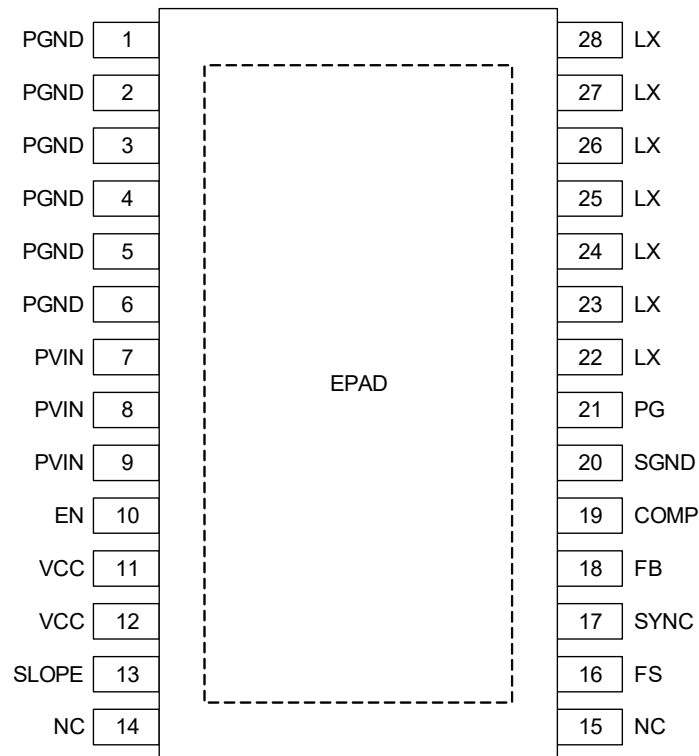 PGND 1 28 LX
PGND 2 27 LX
PGND 3 26 LX
PGND 4 25 LX
PGND 5 24 LX
PGND 6 23 LX
PVIN 7 22 LX
EPAD
PVIN 8 21 PG
PVIN 9 20 SGND
EN 10 19 COMP
VCC 11 18 FB
VCC 12 17 SYNC
SLOPE 13 16 FS
NC 14 15 NC